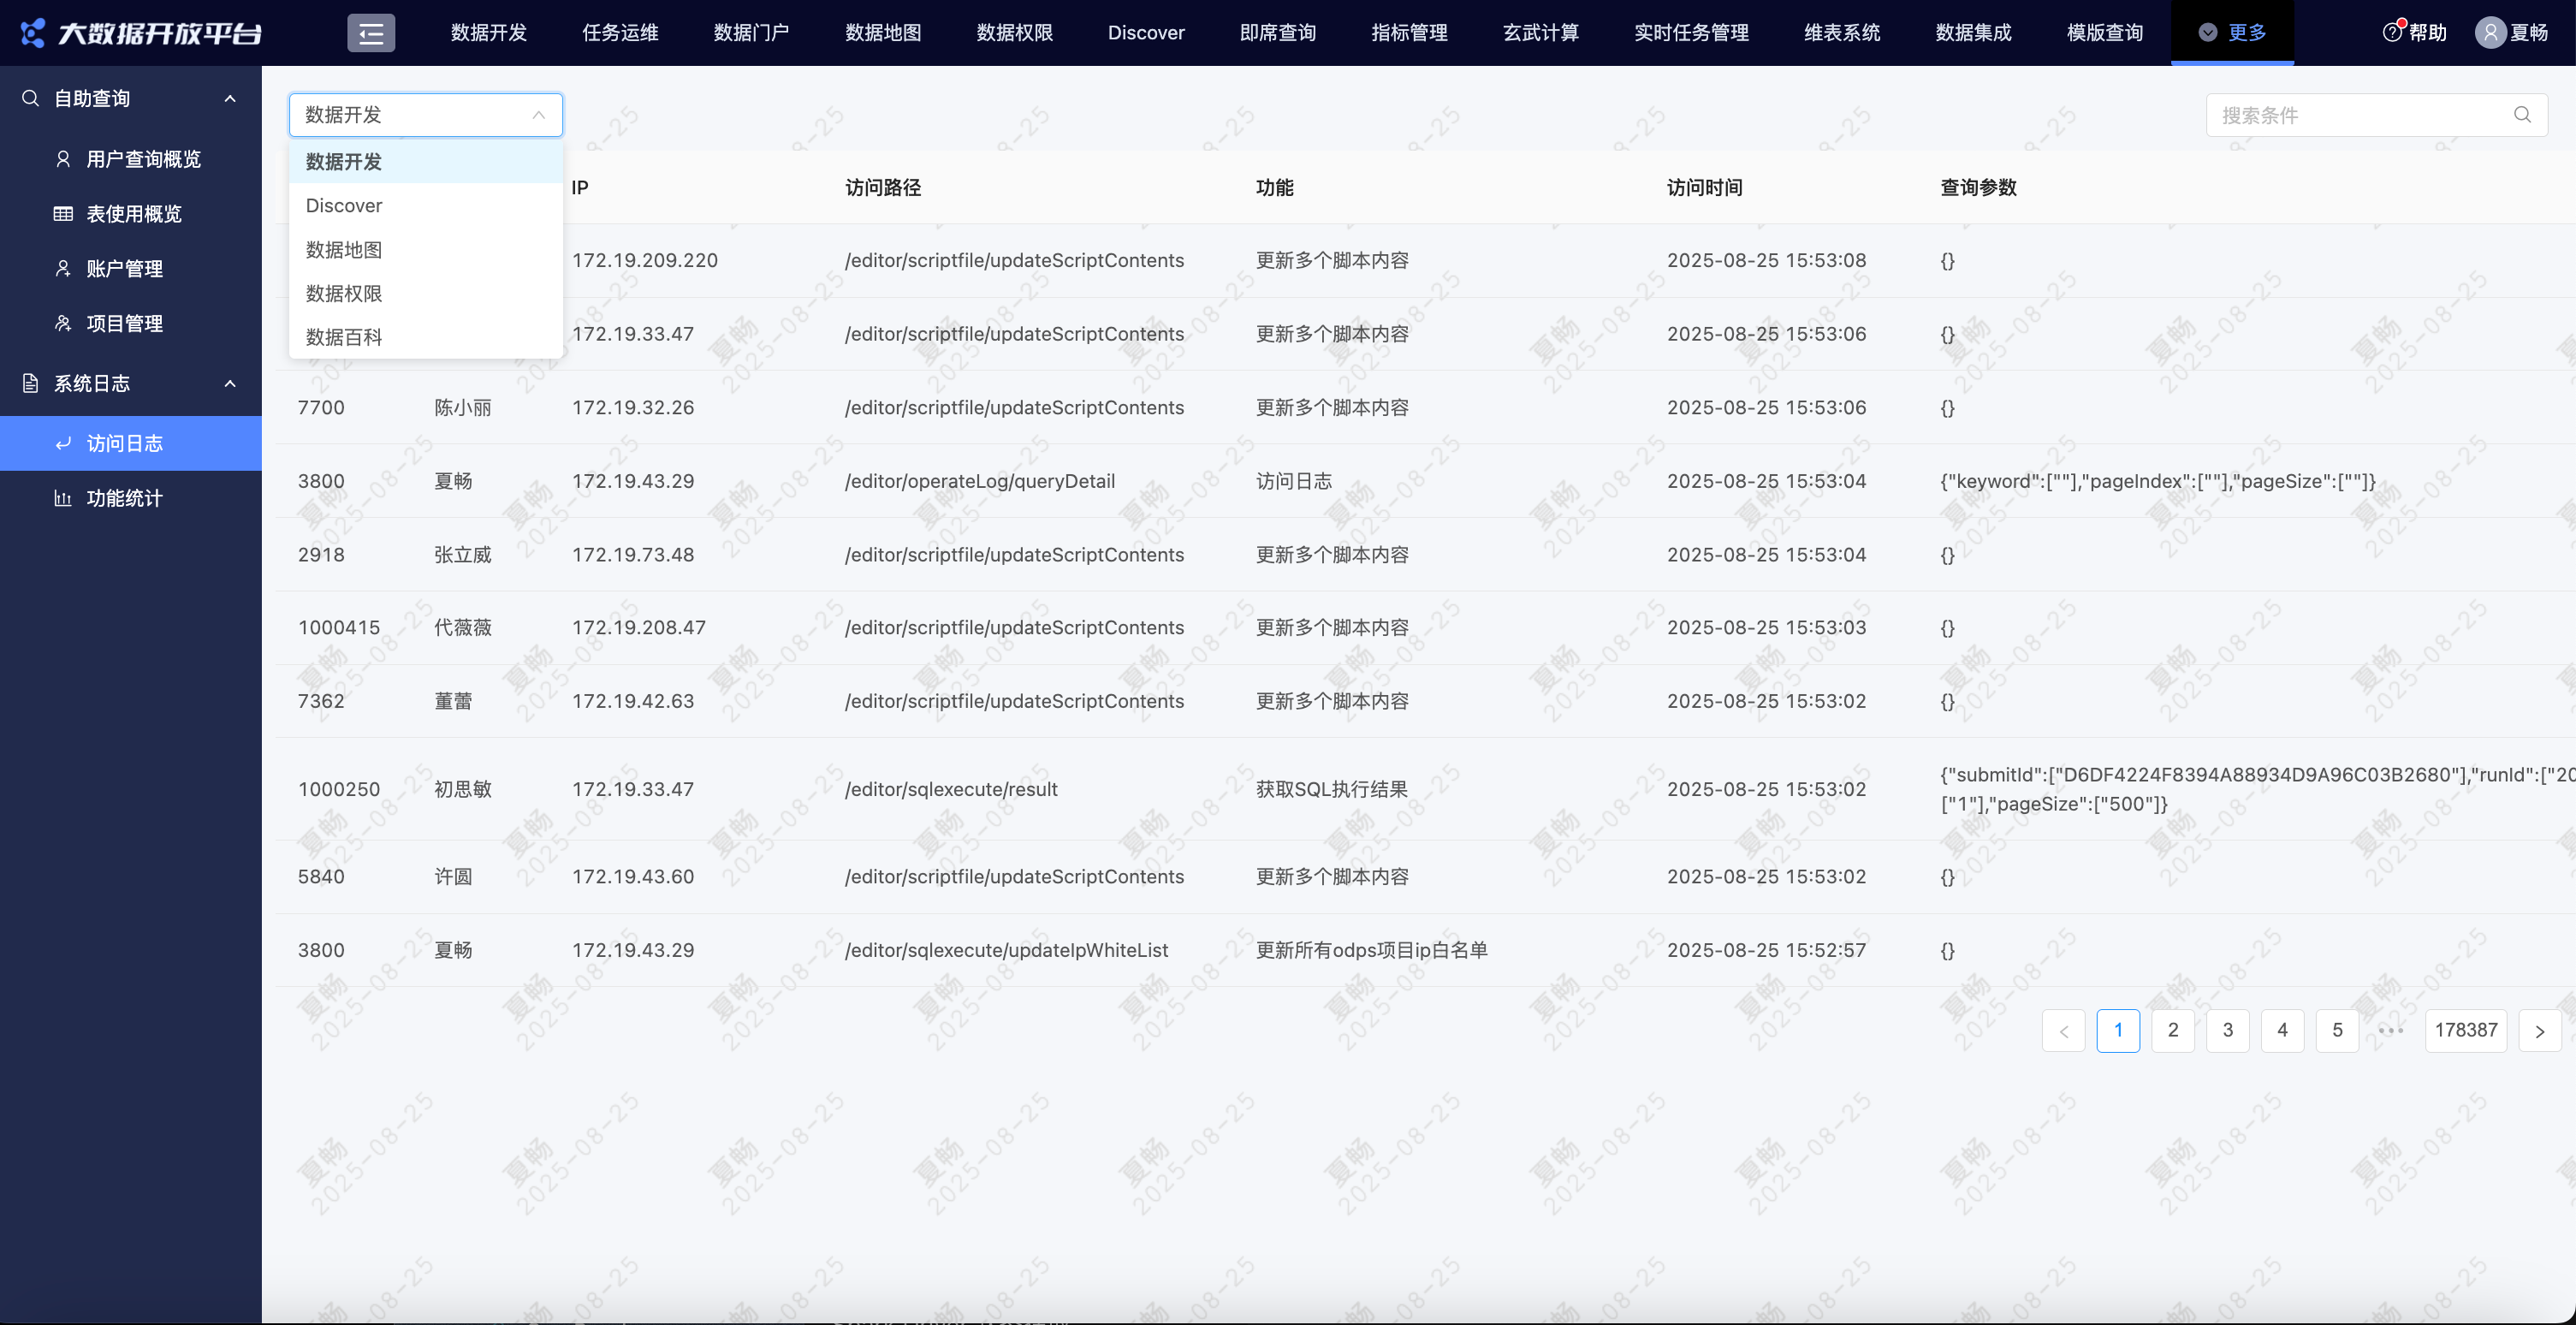 大数据开放平台 数据开发 任务运维 数据门户 数据地图 数据权限 Discover 即席查询 指标管理 玄武计算 实时任务管理 维表系统 数据集成 模版查询 更多 帮助 夏畅
自助查询
用户查询概览
表使用概览
账户管理
项目管理
系统日志
访问日志
功能统计
数据开发
搜索条件
数据开发
Discover
数据地图
数据权限
数据百科
IP 访问路径 功能 访问时间 查询参数
172.19.209.220 /editor/scriptfile/updateScriptContents 更新多个脚本内容 2025-08-25 15:53:08 {}
172.19.33.47 /editor/scriptfile/updateScriptContents 更新多个脚本内容 2025-08-25 15:53:06 {}
7700 陈小丽 172.19.32.26 /editor/scriptfile/updateScriptContents 更新多个脚本内容 2025-08-25 15:53:06 {}
3800 夏畅 172.19.43.29 /editor/operateLog/queryDetail 访问日志 2025-08-25 15:53:04 {"keyword":[""],"pageIndex":[""],"pageSize":[""]}
2918 张立威 172.19.73.48 /editor/scriptfile/updateScriptContents 更新多个脚本内容 2025-08-25 15:53:04 {}
1000415 代薇薇 172.19.208.47 /editor/scriptfile/updateScriptContents 更新多个脚本内容 2025-08-25 15:53:03 {}
7362 董蕾 172.19.42.63 /editor/scriptfile/updateScriptContents 更新多个脚本内容 2025-08-25 15:53:02 {}
1000250 初思敏 172.19.33.47 /editor/sqlexecute/result 获取SQL执行结果 2025-08-25 15:53:02 {"submitId":["D6DF4224F8394A88934D9A96C03B2680"],"runId":["20
["1"],"pageSize":["500"]}
5840 许圆 172.19.43.60 /editor/scriptfile/updateScriptContents 更新多个脚本内容 2025-08-25 15:53:02 {}
3800 夏畅 172.19.43.29 /editor/sqlexecute/updateIpWhiteList 更新所有odps项目ip白名单 2025-08-25 15:52:57 {}
1 2 3 4 5 ••• 178387
夏畅
2025-08-25